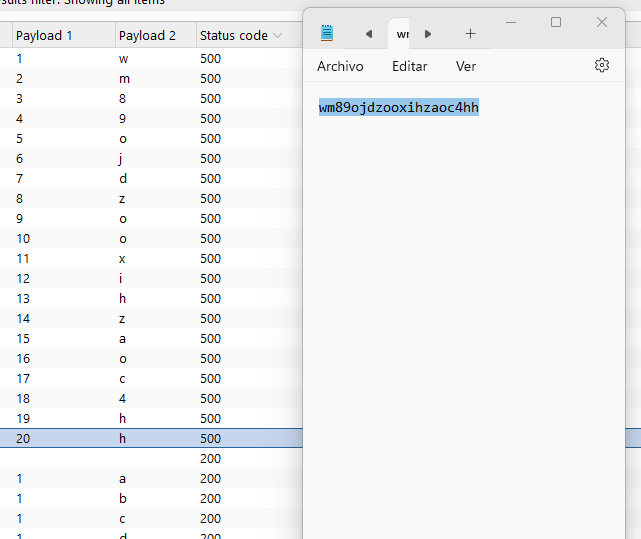 esults filter: Showing all items
Payload 1 Payload 2 Status code
1 w 500
2 m 500
3 8 500
4 9 500
5 o 500
6 j 500
7 d 500
8 z 500
9 o 500
10 o 500
11 x 500
12 i 500
13 h 500
14 z 500
15 a 500
16 o 500
17 c 500
18 4 500
19 h 500
20 h 500
200
1 a 200
1 b 200
1 c 200
1 d 200
Archivo Editar Ver
wm89ojdzooxihzaoc4hh